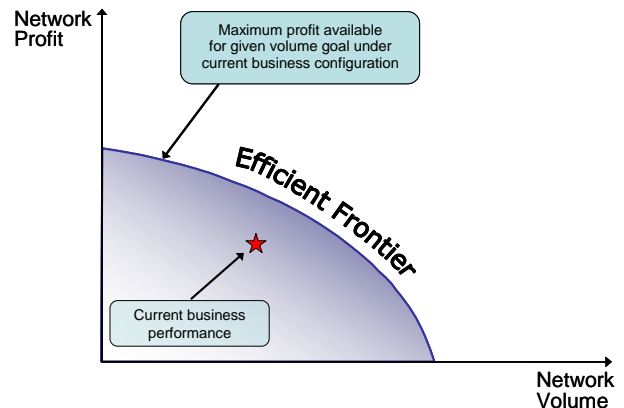 Network
Profit
Maximum profit available
for given volume goal under
current business configuration
Efficient Frontier
Current business
performance
Network
Volume